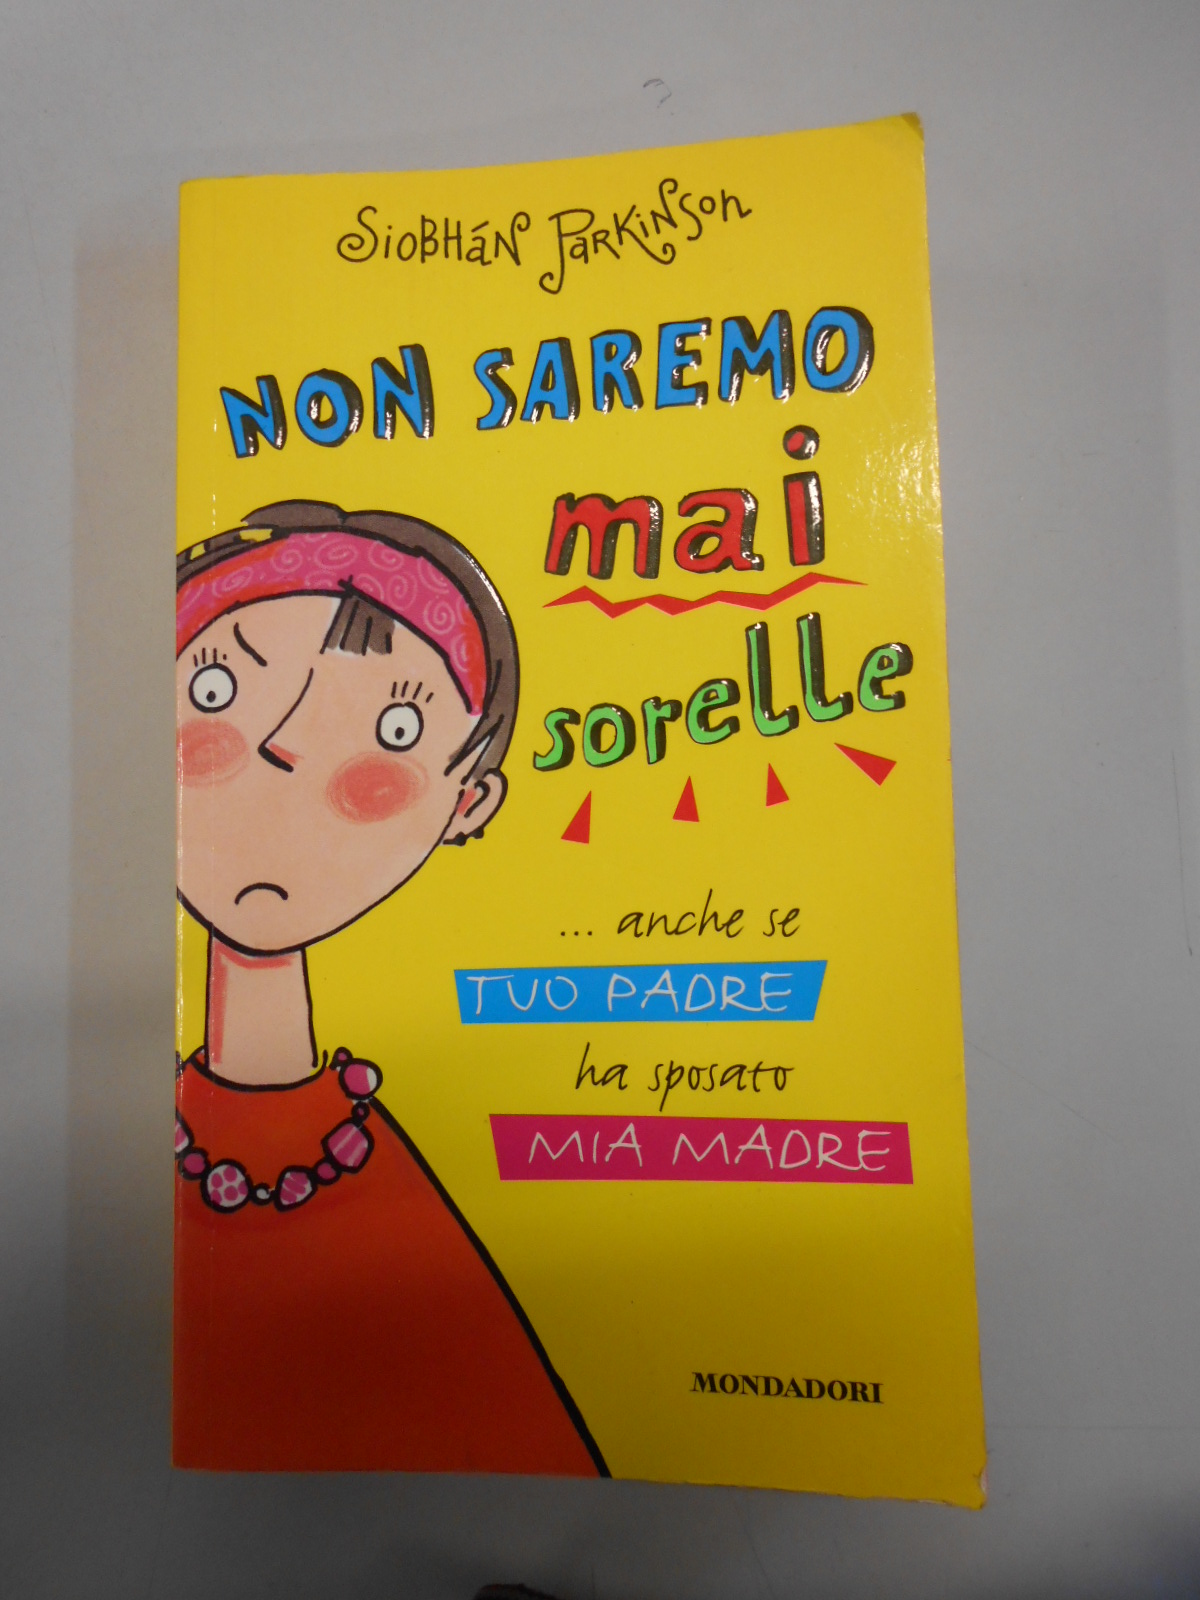 SIOBHÁN PARKINSON
NON SAREMO
mai
sorelle
... anche se
TUO PADRE
ha sposato
MIA MADRE
MONDADORI